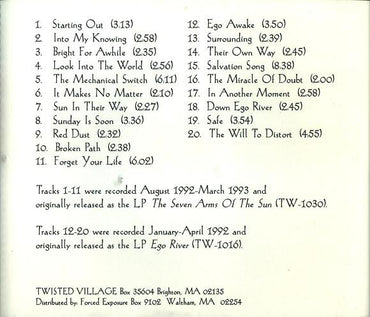 1. Starting Out (3.13)
2. Into My Knowing (2.58)
3. Bright For Awhile (2.35)
4. Look Into The World (2.56)
5. The Mechanical Switch (6.11)
6. It Makes No Matter (2.10)
7. Sun In Their Way (2.27)
8. Sunday Is Soon (3.36)
9. Red Dust (2.32)
10. Broken Path (2.38)
11. Forget Your Life (6.02)
12. Ego Awake (3.50)
13. Surrounding (2.39)
14. Their Own Way (2.45)
15. Salvation Song (8.38)
16. The Miracle Of Doubt (2.00)
17. In Another Moment (2.58)
18. Down Ego River (2.45)
19. Safe (3.54)
20. The Will To Distort (4.55)
Tracks 1-11 were recorded August 1992-March 1993 and
originally released as the LP The Seven Arms Of The Sun (TW-1030).
Tracks 12-20 were recorded January-April 1992 and
originally released as the LP Ego River (TW-1016).
TWISTED VILLAGE Box 35604 Brighton, MA 02135
Distributed by: Forced Exposure Box 9102 Waltham, MA 02254